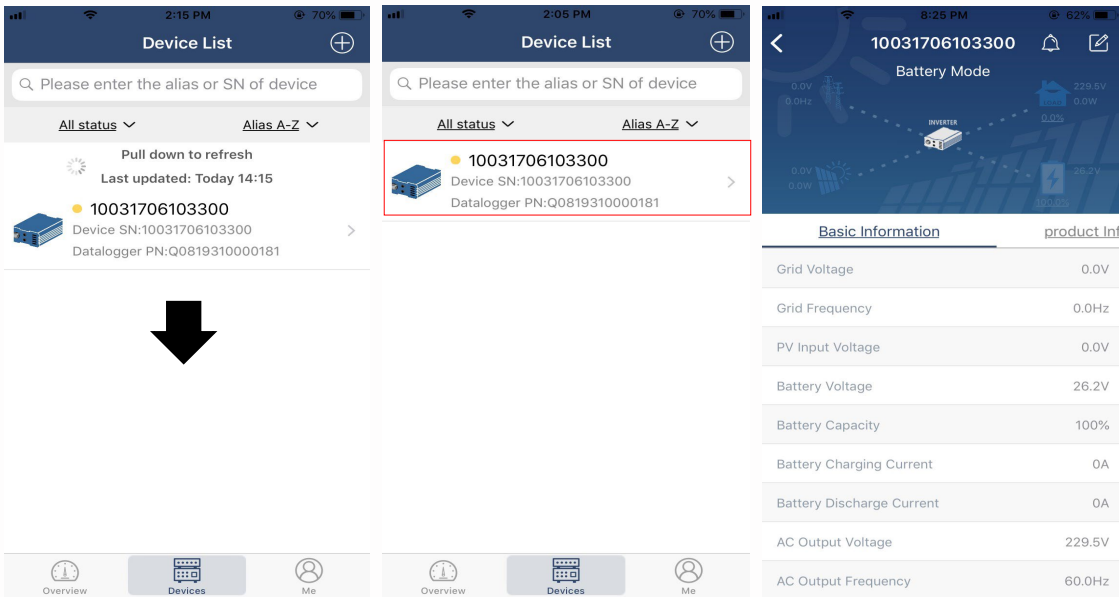 2:15 PM
70%
Device List
Please enter the alias or SN of device
All status
Alias A-Z
Pull down to refresh
Last updated: Today 14:15
10031706103300
Device SN:10031706103300
Datalogger PN:Q0819310000181
Overview
Devices
Me
2:05 PM
70%
Device List
Please enter the alias or SN of device
All status
Alias A-Z
10031706103300
Device SN:10031706103300
Datalogger PN:Q0819310000181
Overview
Devices
Me
8:25 PM
62%
10031706103300
Battery Mode
0.0V
0.0Hz
229.5V
0.0W
LOAD
0.0%
INVERTER
0.0V
0.0W
26.2V
100.0%
Basic Information
product Inf
Grid Voltage 0.0V
Grid Frequency 0.0Hz
PV Input Voltage 0.0V
Battery Voltage 26.2V
Battery Capacity 100%
Battery Charging Current 0A
Battery Discharge Current 0A
AC Output Voltage 229.5V
AC Output Frequency 60.0Hz